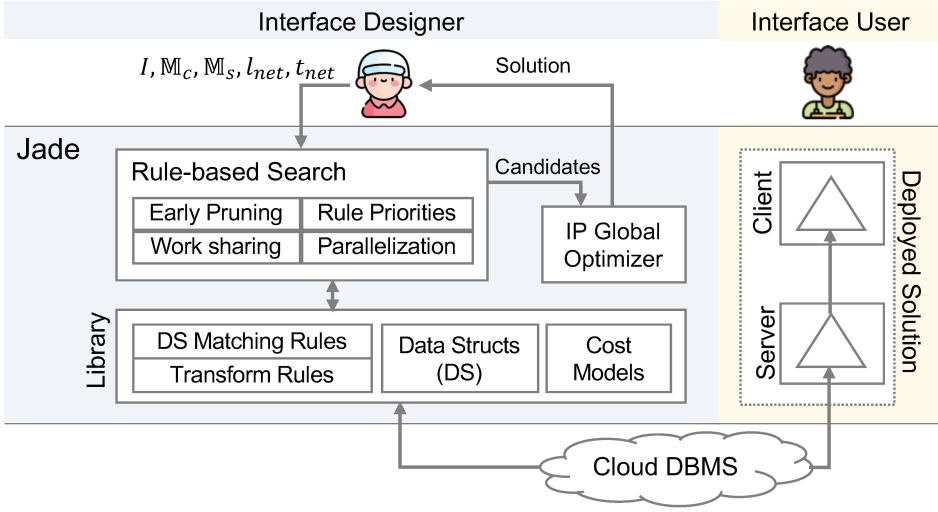 Interface Designer
Interface User
I, 𝕄c, 𝕄s, lnet, tnet
Solution
Jade
Rule-based Search
Early Pruning
Rule Priorities
Work sharing
Parallelization
Candidates
IP Global
Optimizer
Library
DS Matching Rules
Transform Rules
Data Structs
(DS)
Cost
Models
Client
Server
Deployed Solution
Cloud DBMS